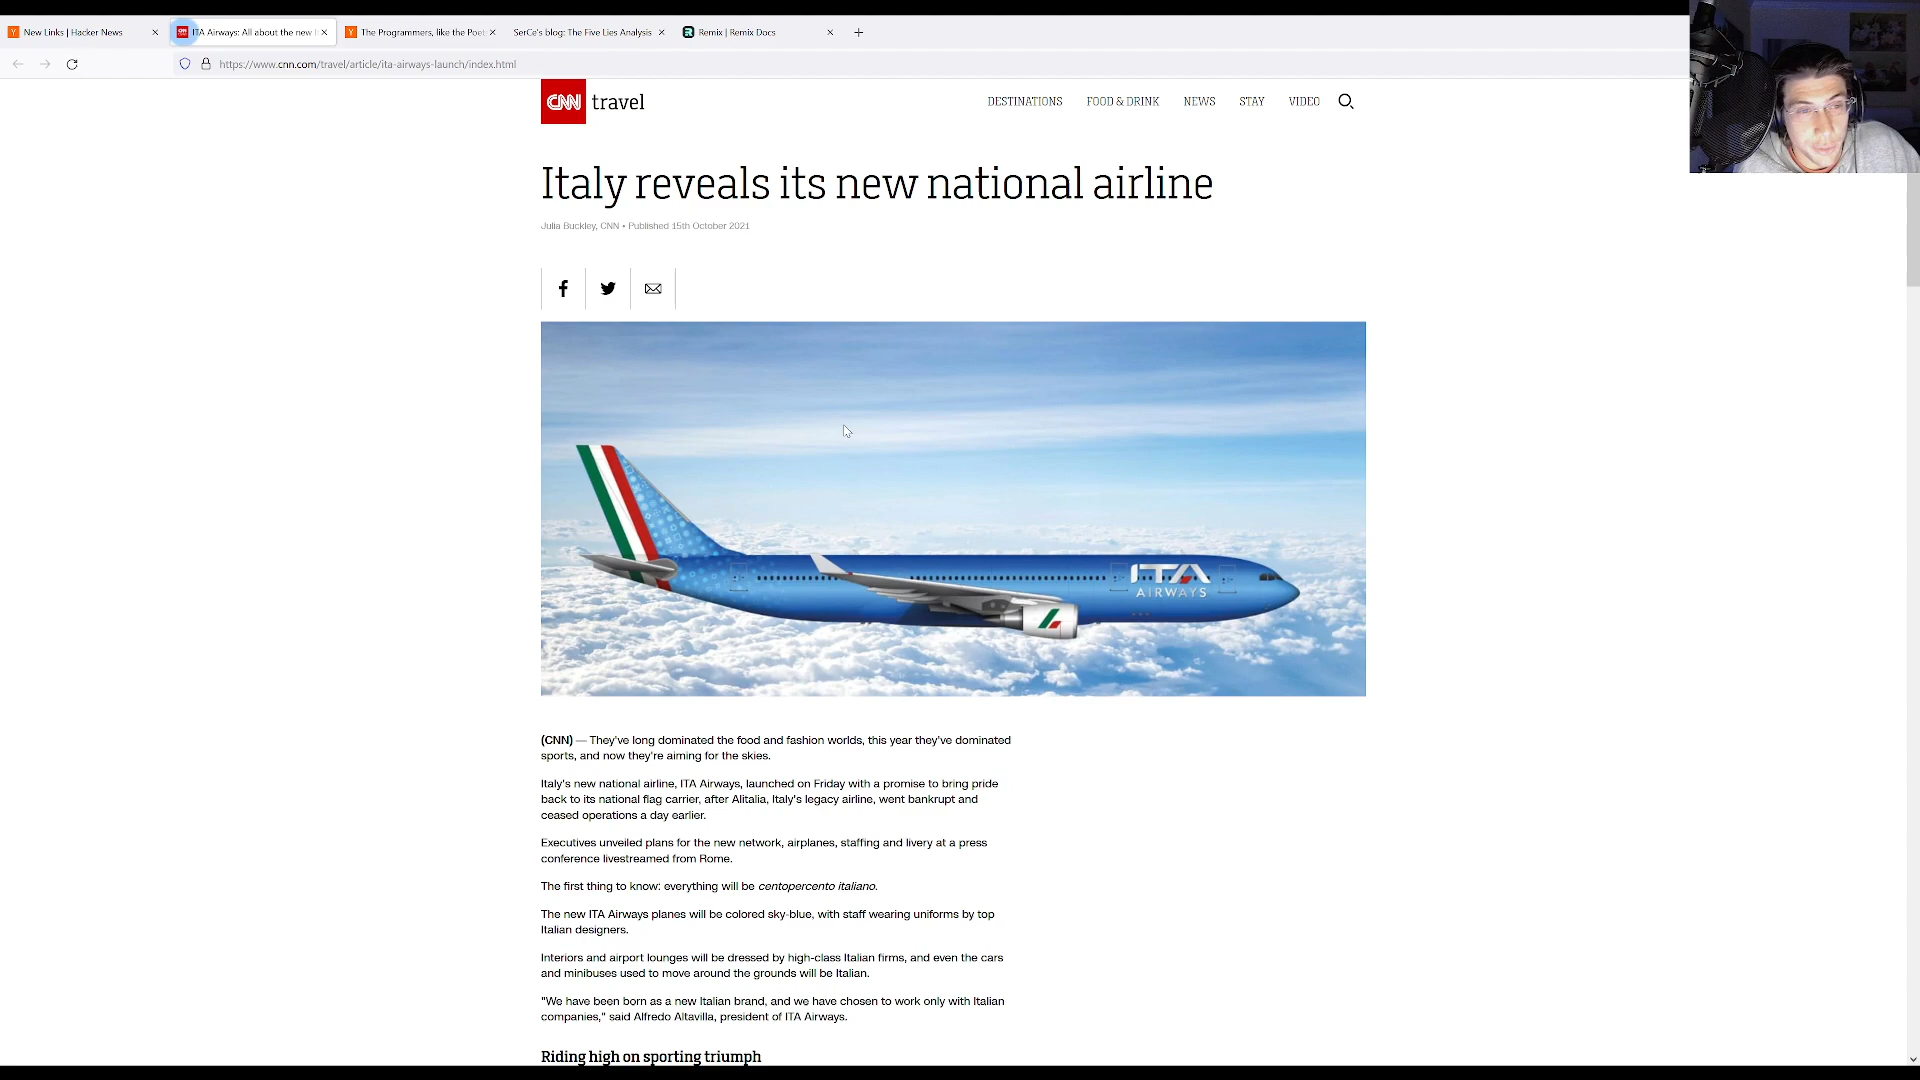 New Links | Hacker News
ITA Airways: All about the new I
The Programmers, like the Poet
SerCe's blog: The Five Lies Analysis
Remix | Remix Docs
https://www.cnn.com/travel/article/ita-airways-launch/index.html
CNN travel
DESTINATIONS FOOD & DRINK NEWS STAY VIDEO
Italy reveals its new national airline
Julia Buckley, CNN • Published 15th October 2021
ITA
AIRWAYS
(CNN) — They've long dominated the food and fashion worlds, this year they've dominated
sports, and now they're aiming for the skies.
Italy's new national airline, ITA Airways, launched on Friday with a promise to bring pride
back to its national flag carrier, after Alitalia, Italy's legacy airline, went bankrupt and
ceased operations a day earlier.
Executives unveiled plans for the new network, airplanes, staffing and livery at a press
conference livestreamed from Rome.
The first thing to know: everything will be centopercento italiano.
The new ITA Airways planes will be colored sky-blue, with staff wearing uniforms by top
Italian designers.
Interiors and airport lounges will be dressed by high-class Italian firms, and even the cars
and minibuses used to move around the grounds will be Italian.
"We have been born as a new Italian brand, and we have chosen to work only with Italian
companies," said Alfredo Altavilla, president of ITA Airways.
Riding high on sporting triumph